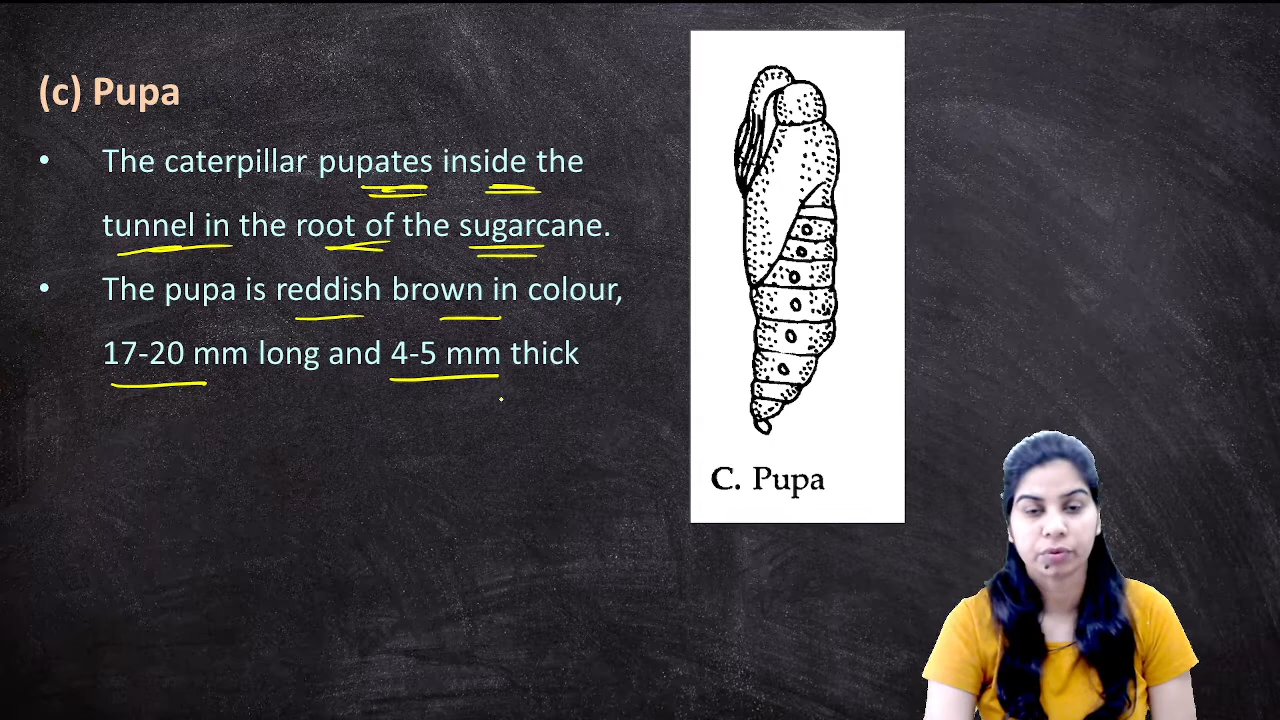 (c) Pupa
• The caterpillar pupates inside the
tunnel in the root of the sugarcane.
• The pupa is reddish brown in colour,
17-20 mm long and 4-5 mm thick
C. Pupa